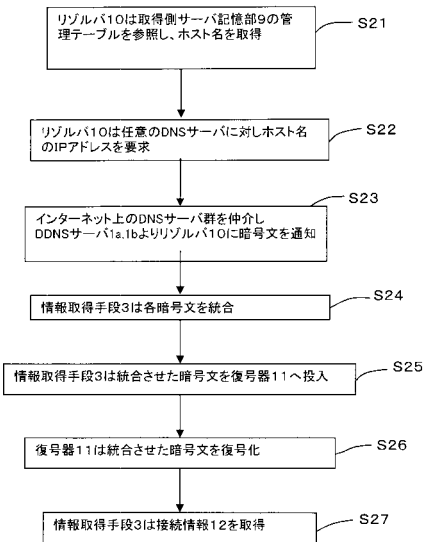 リゾルバ10は取得側サーバ記憶部9の管
理テーブルを参照し、ホスト名を取得
S21
リゾルバ10は任意のDNSサーバに対しホスト名
のIPアドレスを要求
S22
S23
インターネット上のDNSサーバ群を仲介し
DDNSサーバ1a,1bよりリゾルバ10に暗号文を通知
S24
情報取得手段3は各暗号文を統合
S25
情報取得手段3は統合させた暗号文を復号器11へ投入
S26
復号器11は統合させた暗号文を復号化
S27
情報取得手段3は接続情報12を取得